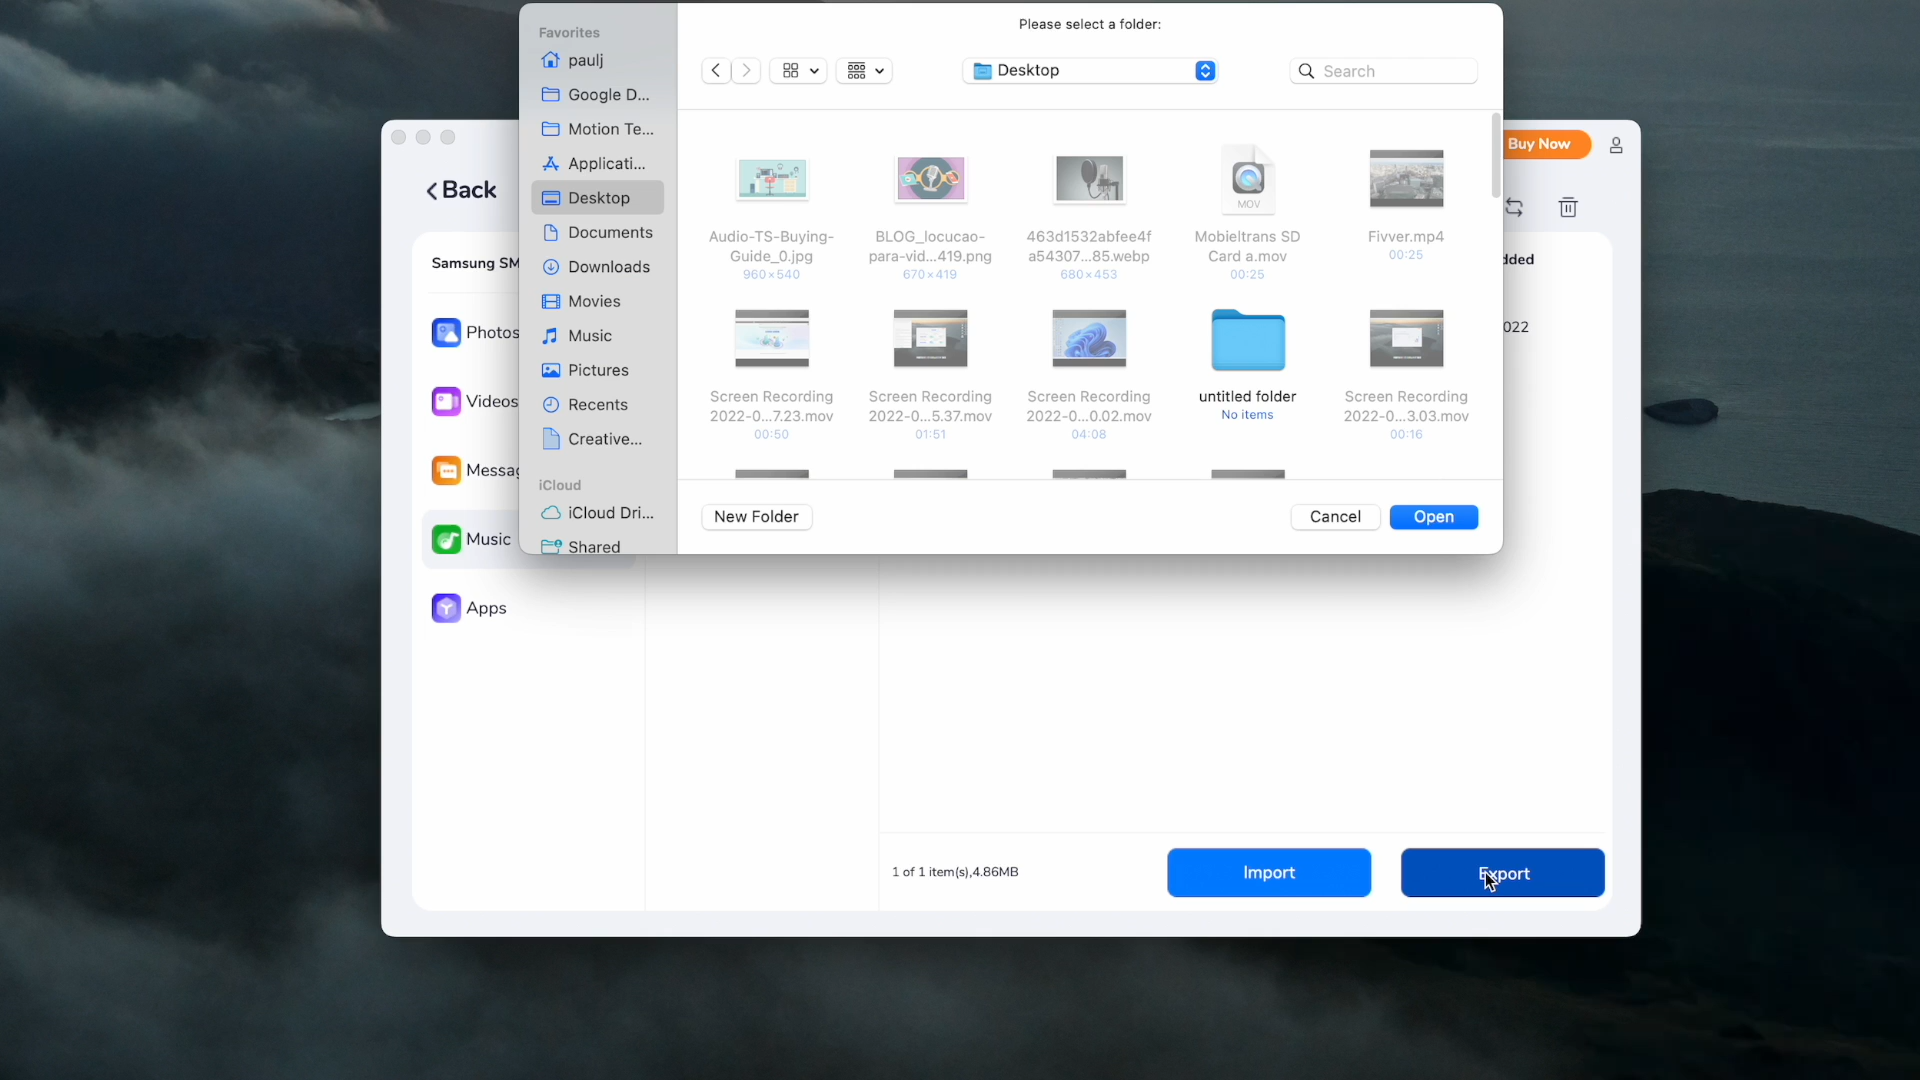 Favorites
paulj
Google D...
Motion Te...
Applicati...
Desktop
Documents
Downloads
Movies
Music
Pictures
Recents
Creative...
iCloud
iCloud Dri...
Shared
Please select a folder:
Desktop
Search
Audio-TS-Buying-
Guide_0.jpg
960×540
BLOG_locucao-
para-vid...419.png
670×419
463d1532abfee4f
a54307...85.webp
680×453
MOV
Mobieltrans SD
Card a.mov
00:25
Fivver.mp4
00:25
Screen Recording
2022-0...7.23.mov
00:50
Screen Recording
2022-0...5.37.mov
01:51
Screen Recording
2022-0...0.02.mov
04:08
untitled folder
No items
Screen Recording
2022-0...3.03.mov
00:16
New Folder
Cancel
Open
Buy Now
Back
Samsung SM
dded
022
Photos
Videos
Messag
Music
Apps
1 of 1 item(s),4.86MB
Import
Export